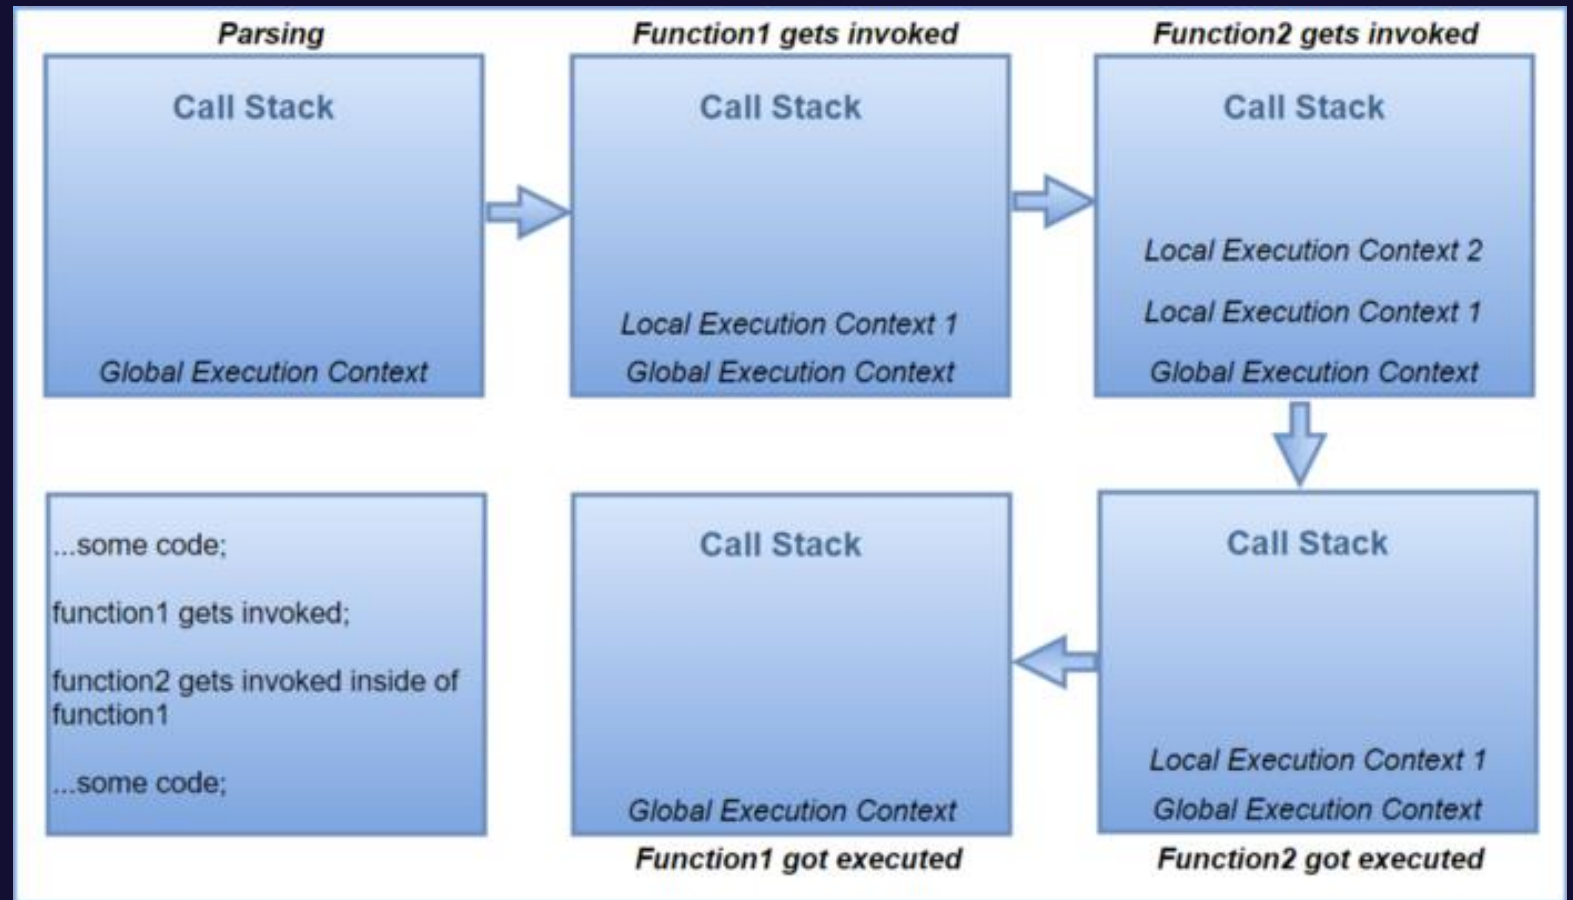 Parsing
Call Stack
Global Execution Context
Function1 gets invoked
Call Stack
Local Execution Context 1
Global Execution Context
Function2 gets invoked
Call Stack
Local Execution Context 2
Local Execution Context 1
Global Execution Context
Call Stack
Local Execution Context 1
Global Execution Context
Function2 got executed
Call Stack
Global Execution Context
Function1 got executed
...some code;
function1 gets invoked;
function2 gets invoked inside of
function1
...some code;